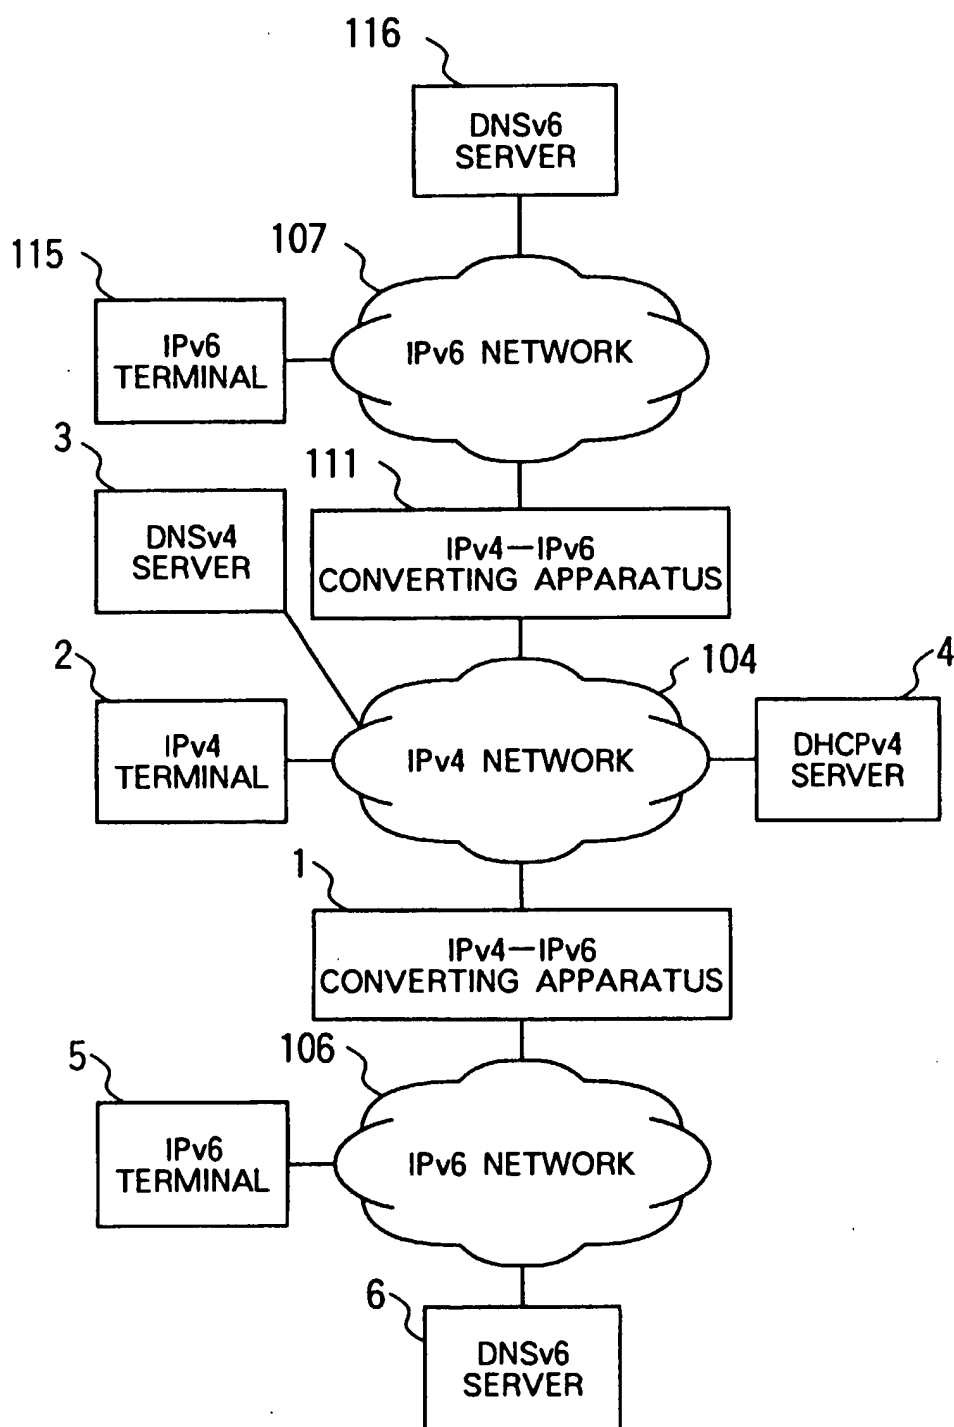 116
DNSv6
SERVER
107
115
IPv6
TERMINAL
IPv6 NETWORK
3
111
DNSv4
SERVER
IPv4—IPv6
CONVERTING APPARATUS
2
104
4
IPv4
TERMINAL
IPv4 NETWORK
DHCPv4
SERVER
1
IPv4—IPv6
CONVERTING APPARATUS
5
106
IPv6
TERMINAL
IPv6 NETWORK
6
DNSv6
SERVER